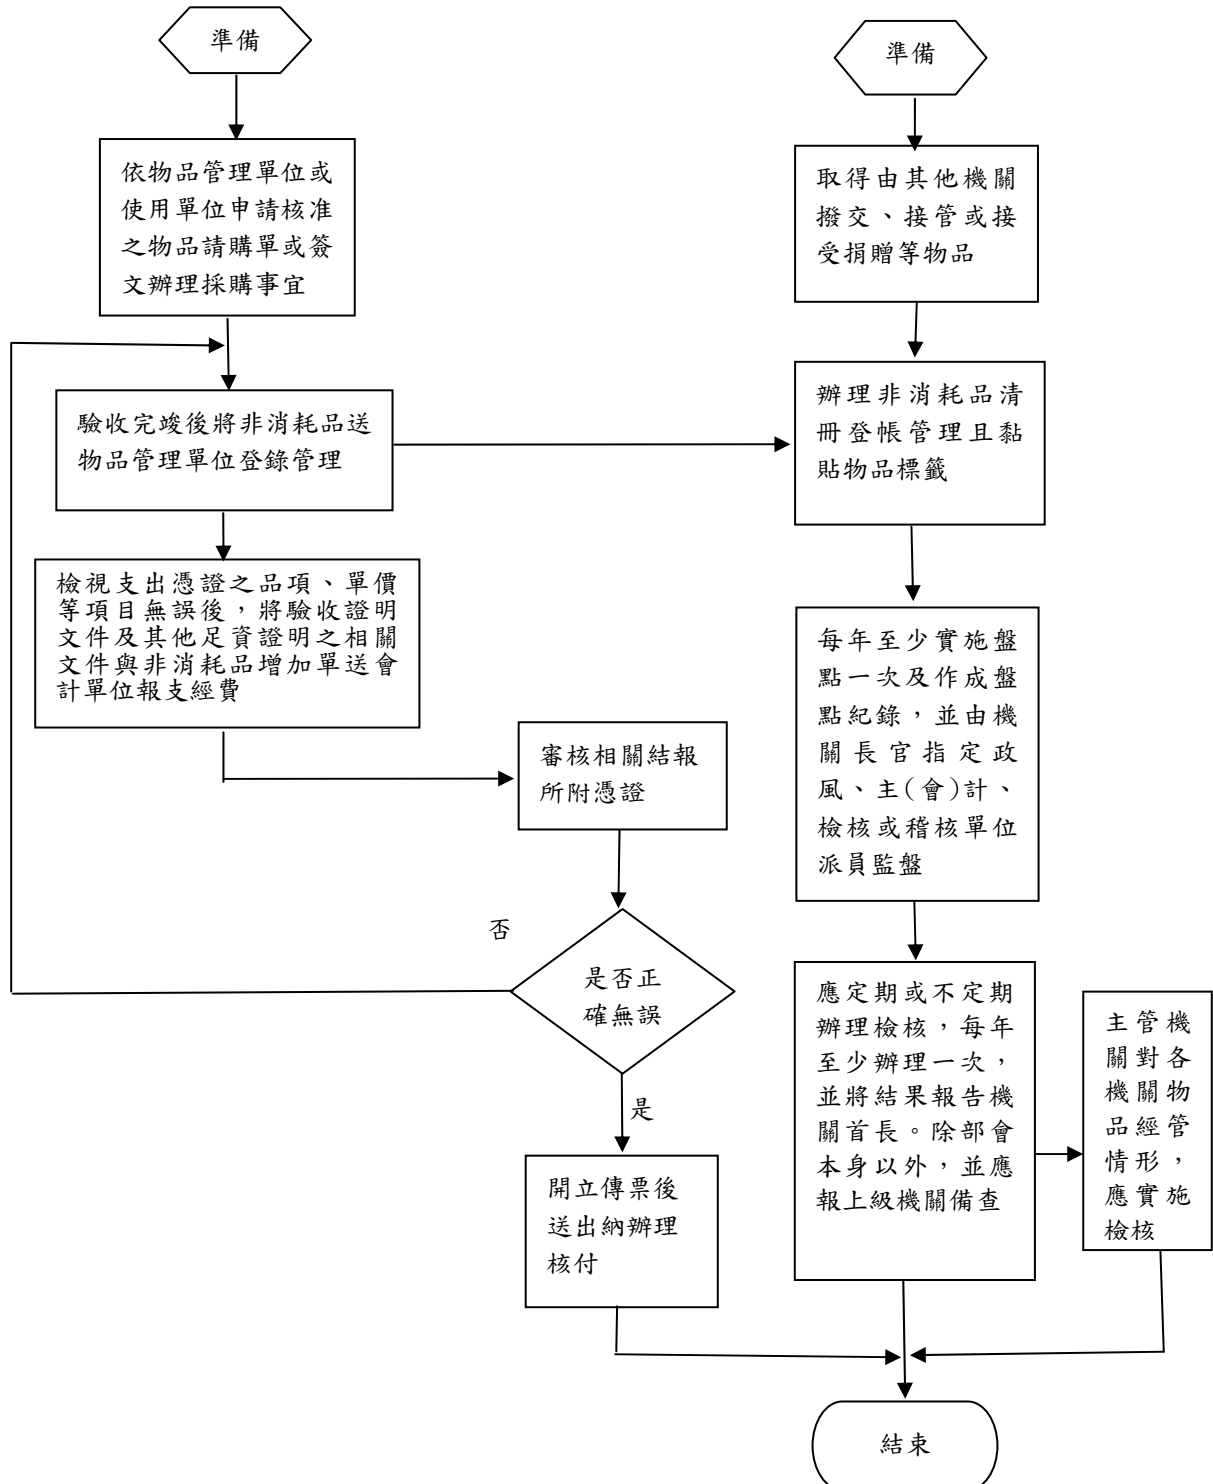 準備
依物品管理單位或
使用單位申請核准
之物品請購單或簽
文辦理採購事宜
驗收完竣後將非消耗品送
物品管理單位登錄管理
檢視支出憑證之品項、單價
等項目無誤後，將驗收證明
文件及其他足資證明之相關
文件與非消耗品增加單送會
計單位報支經費
審核相關結報
所附憑證
否
是否正
確無誤
是
開立傳票後
送出納辦理
核付
準備
取得由其他機關
撥交、接管或接
受捐贈等物品
辦理非消耗品清
冊登帳管理且黏
貼物品標籤
每年至少實施盤
點一次及作成盤
點紀錄，並由機
關長官指定政
風、主(會)計、
檢核或稽核單位
派員監盤
應定期或不定期
辦理檢核，每年
至少辦理一次，
並將結果報告機
關首長。除部會
本身以外，並應
報上級機關備查
主管機
關對各
機關物
品經管
情形，
應實施
檢核
結束